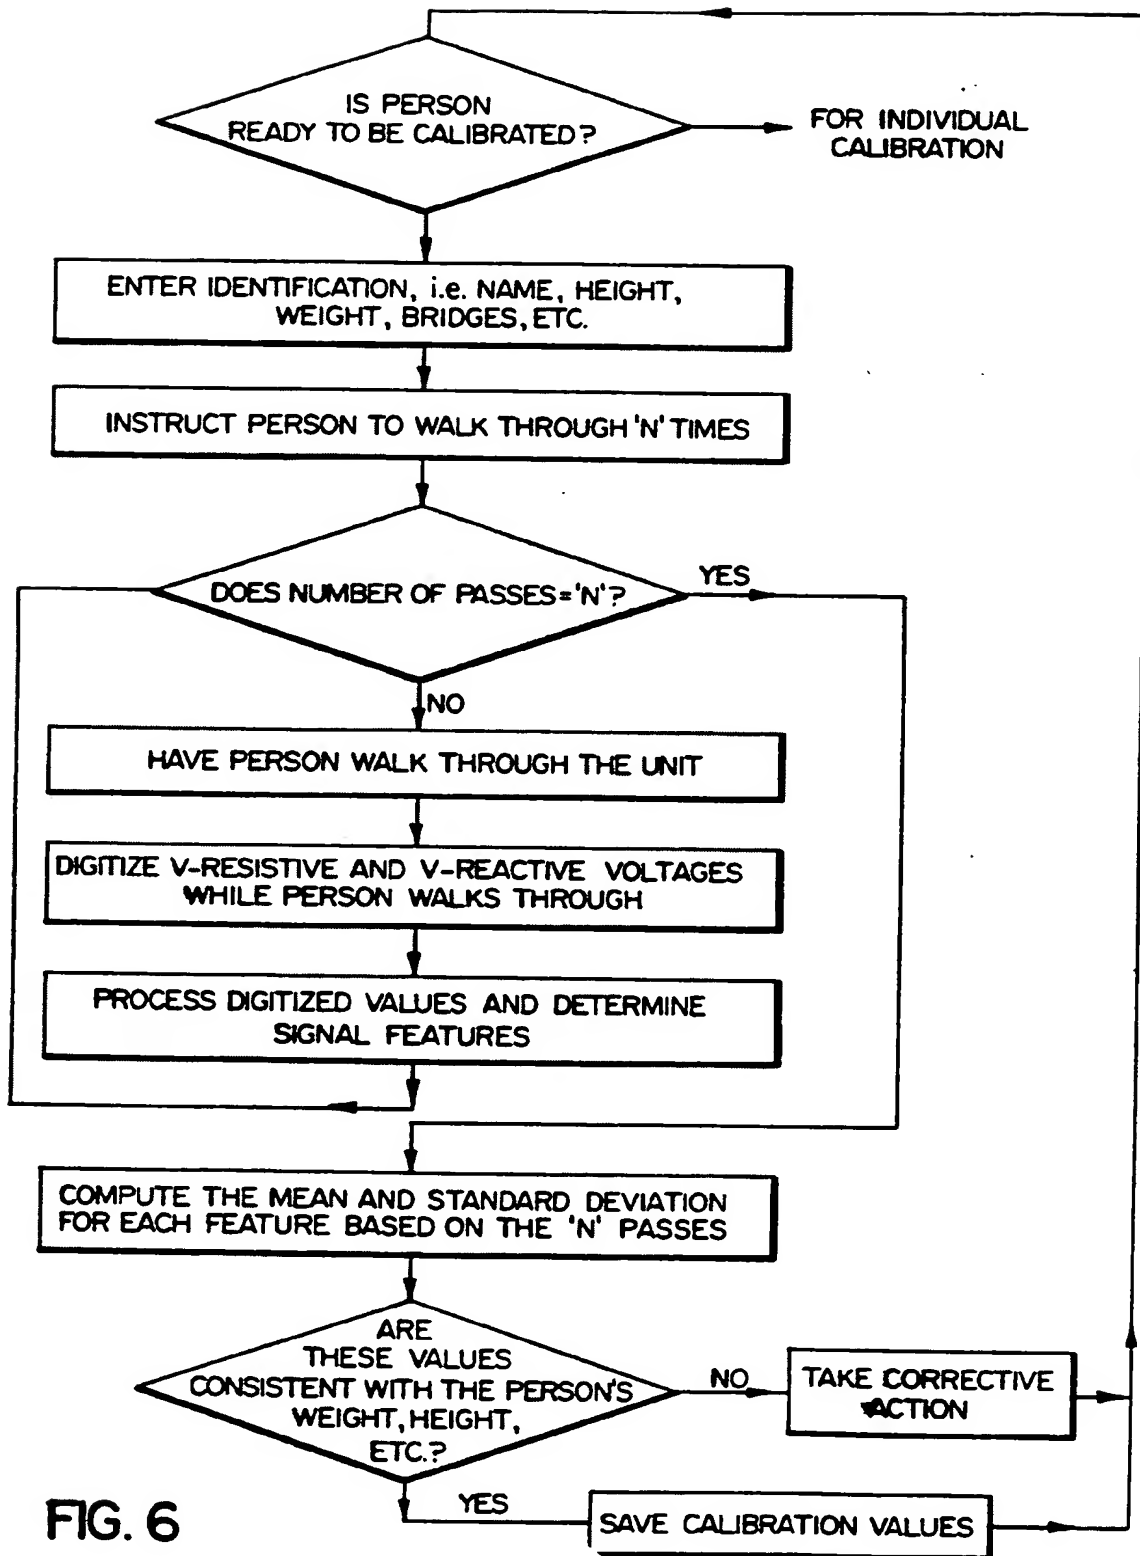 IS PERSON
READY TO BE CALIBRATED?
FOR INDIVIDUAL
CALIBRATION
ENTER IDENTIFICATION, i.e. NAME, HEIGHT,
WEIGHT, BRIDGES, ETC.
INSTRUCT PERSON TO WALK THROUGH 'N' TIMES
DOES NUMBER OF PASSES='N'?
YES
NO
HAVE PERSON WALK THROUGH THE UNIT
DIGITIZE V-RESISTIVE AND V-REACTIVE VOLTAGES
WHILE PERSON WALKS THROUGH
PROCESS DIGITIZED VALUES AND DETERMINE
SIGNAL FEATURES
COMPUTE THE MEAN AND STANDARD DEVIATION
FOR EACH FEATURE BASED ON THE 'N' PASSES
ARE
THESE VALUES
CONSISTENT WITH THE PERSON'S
WEIGHT, HEIGHT,
ETC.?
NO
TAKE CORRECTIVE
ACTION
YES
SAVE CALIBRATION VALUES
FIG. 6